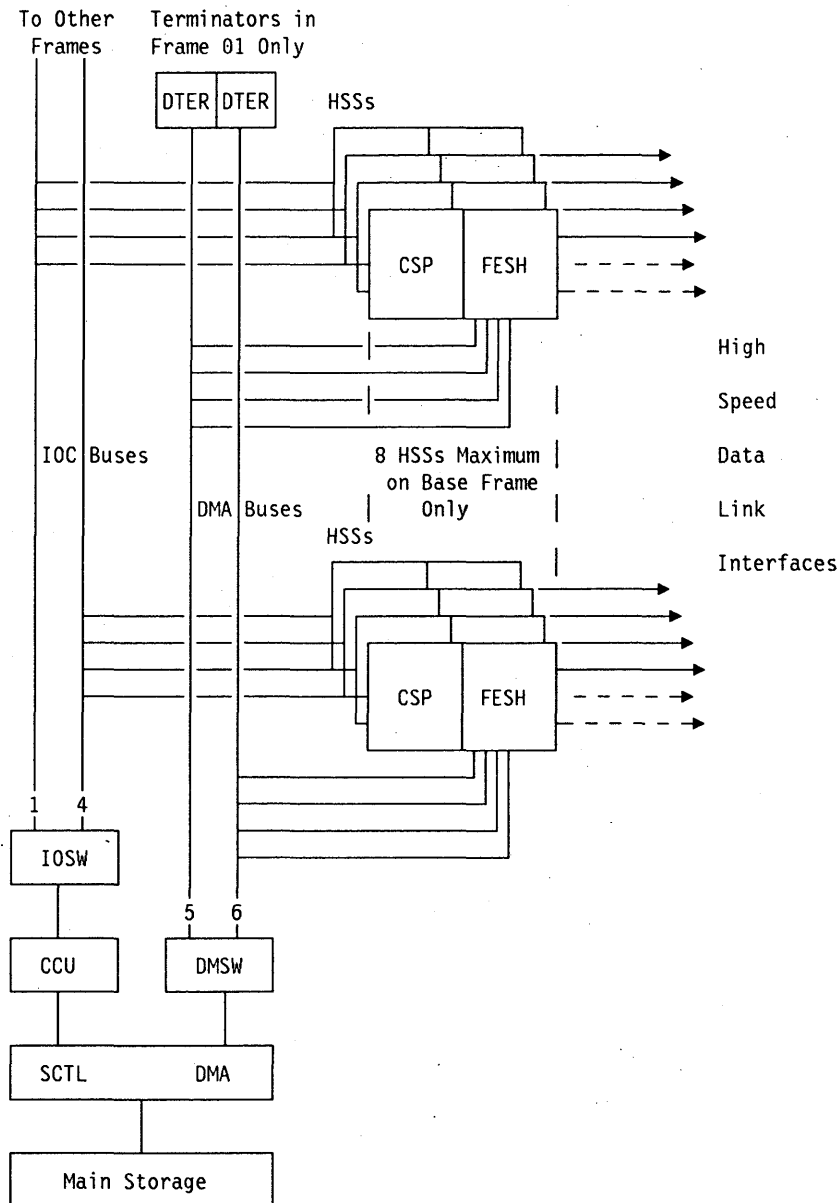 To Other
Frames
Terminators in
Frame 01 Only
DTER DTER
HSSs
CSP FESH
High
Speed
Data
Link
Interfaces
IOC Buses
8 HSSs Maximum
on Base Frame
Only
DMA Buses
HSSs
CSP FESH
1 4
IOSW
5 6
CCU
DMSW
SCTL DMA
Main Storage